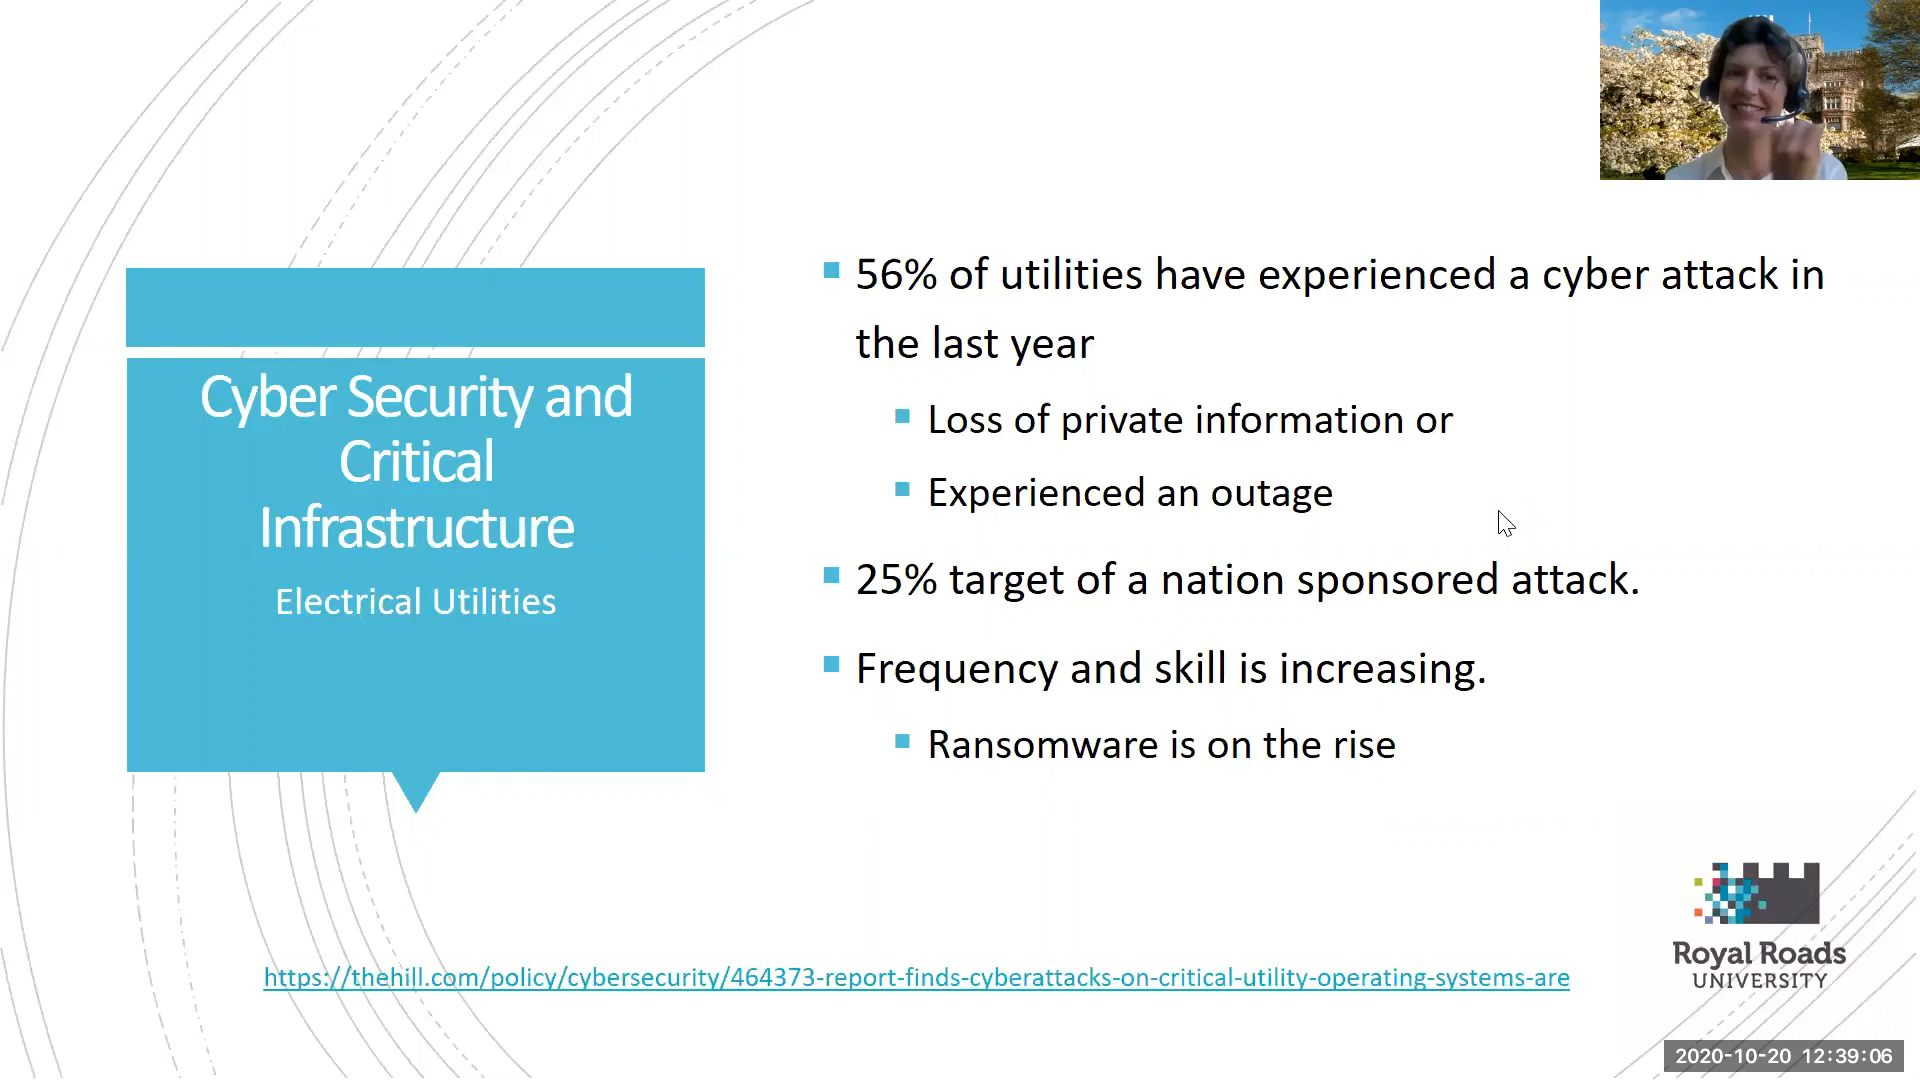 Cyber Security and
Critical
Infrastructure
Electrical Utilities
56% of utilities have experienced a cyber attack in
the last year
Loss of private information or
Experienced an outage
25% target of a nation sponsored attack.
Frequency and skill is increasing.
Ransomware is on the rise
https://thehill.com/policy/cybersecurity/464373-report-finds-cyberattacks-on-critical-utility-operating-systems-are
Royal Roads
UNIVERSITY
2020-10-20 12:39:06